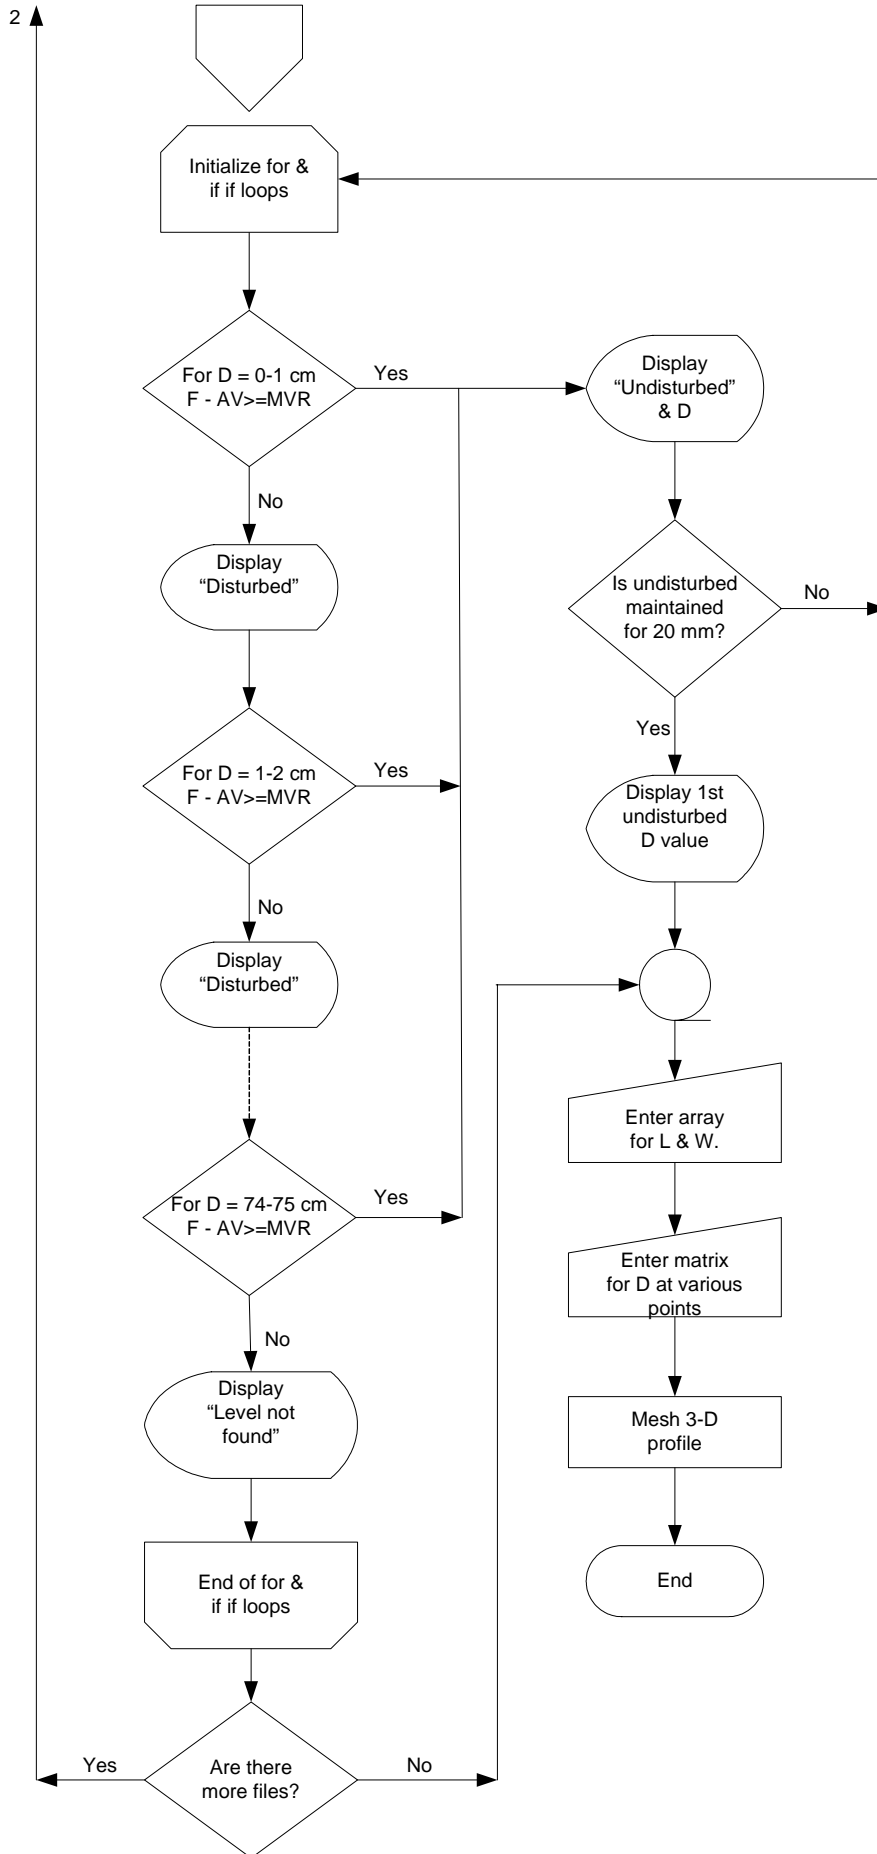 2
Initialize for &
if if loops
For D = 0-1 cm
F - AV>=MVR
Yes
No
Display
“Disturbed”
For D = 1-2 cm
F - AV>=MVR
Yes
No
Display
“Disturbed”
For D = 74-75 cm
F - AV>=MVR
Yes
No
Display
“Level not
found”
End of for &
if if loops
Are there
more files?
Yes
No
Display
“Undisturbed”
& D
Is undisturbed
maintained
for 20 mm?
No
Yes
Display 1st
undisturbed
D value
Enter array
for L & W.
Enter matrix
for D at various
points
Mesh 3-D
profile
End